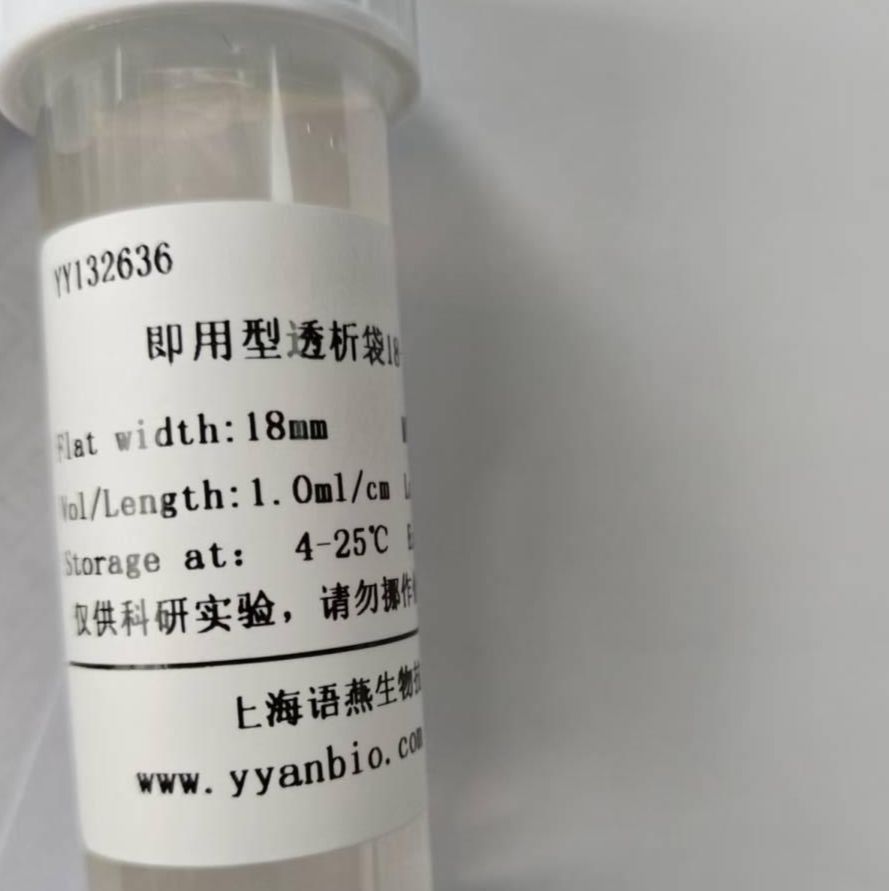 YY132636
即用型透析袋18
Flat width:18mm
Vol/Length:1.0ml/cm
Storage at: 4-25℃
仅供科研实验，请勿挪作
上海语燕生物
www.yyanbio.com